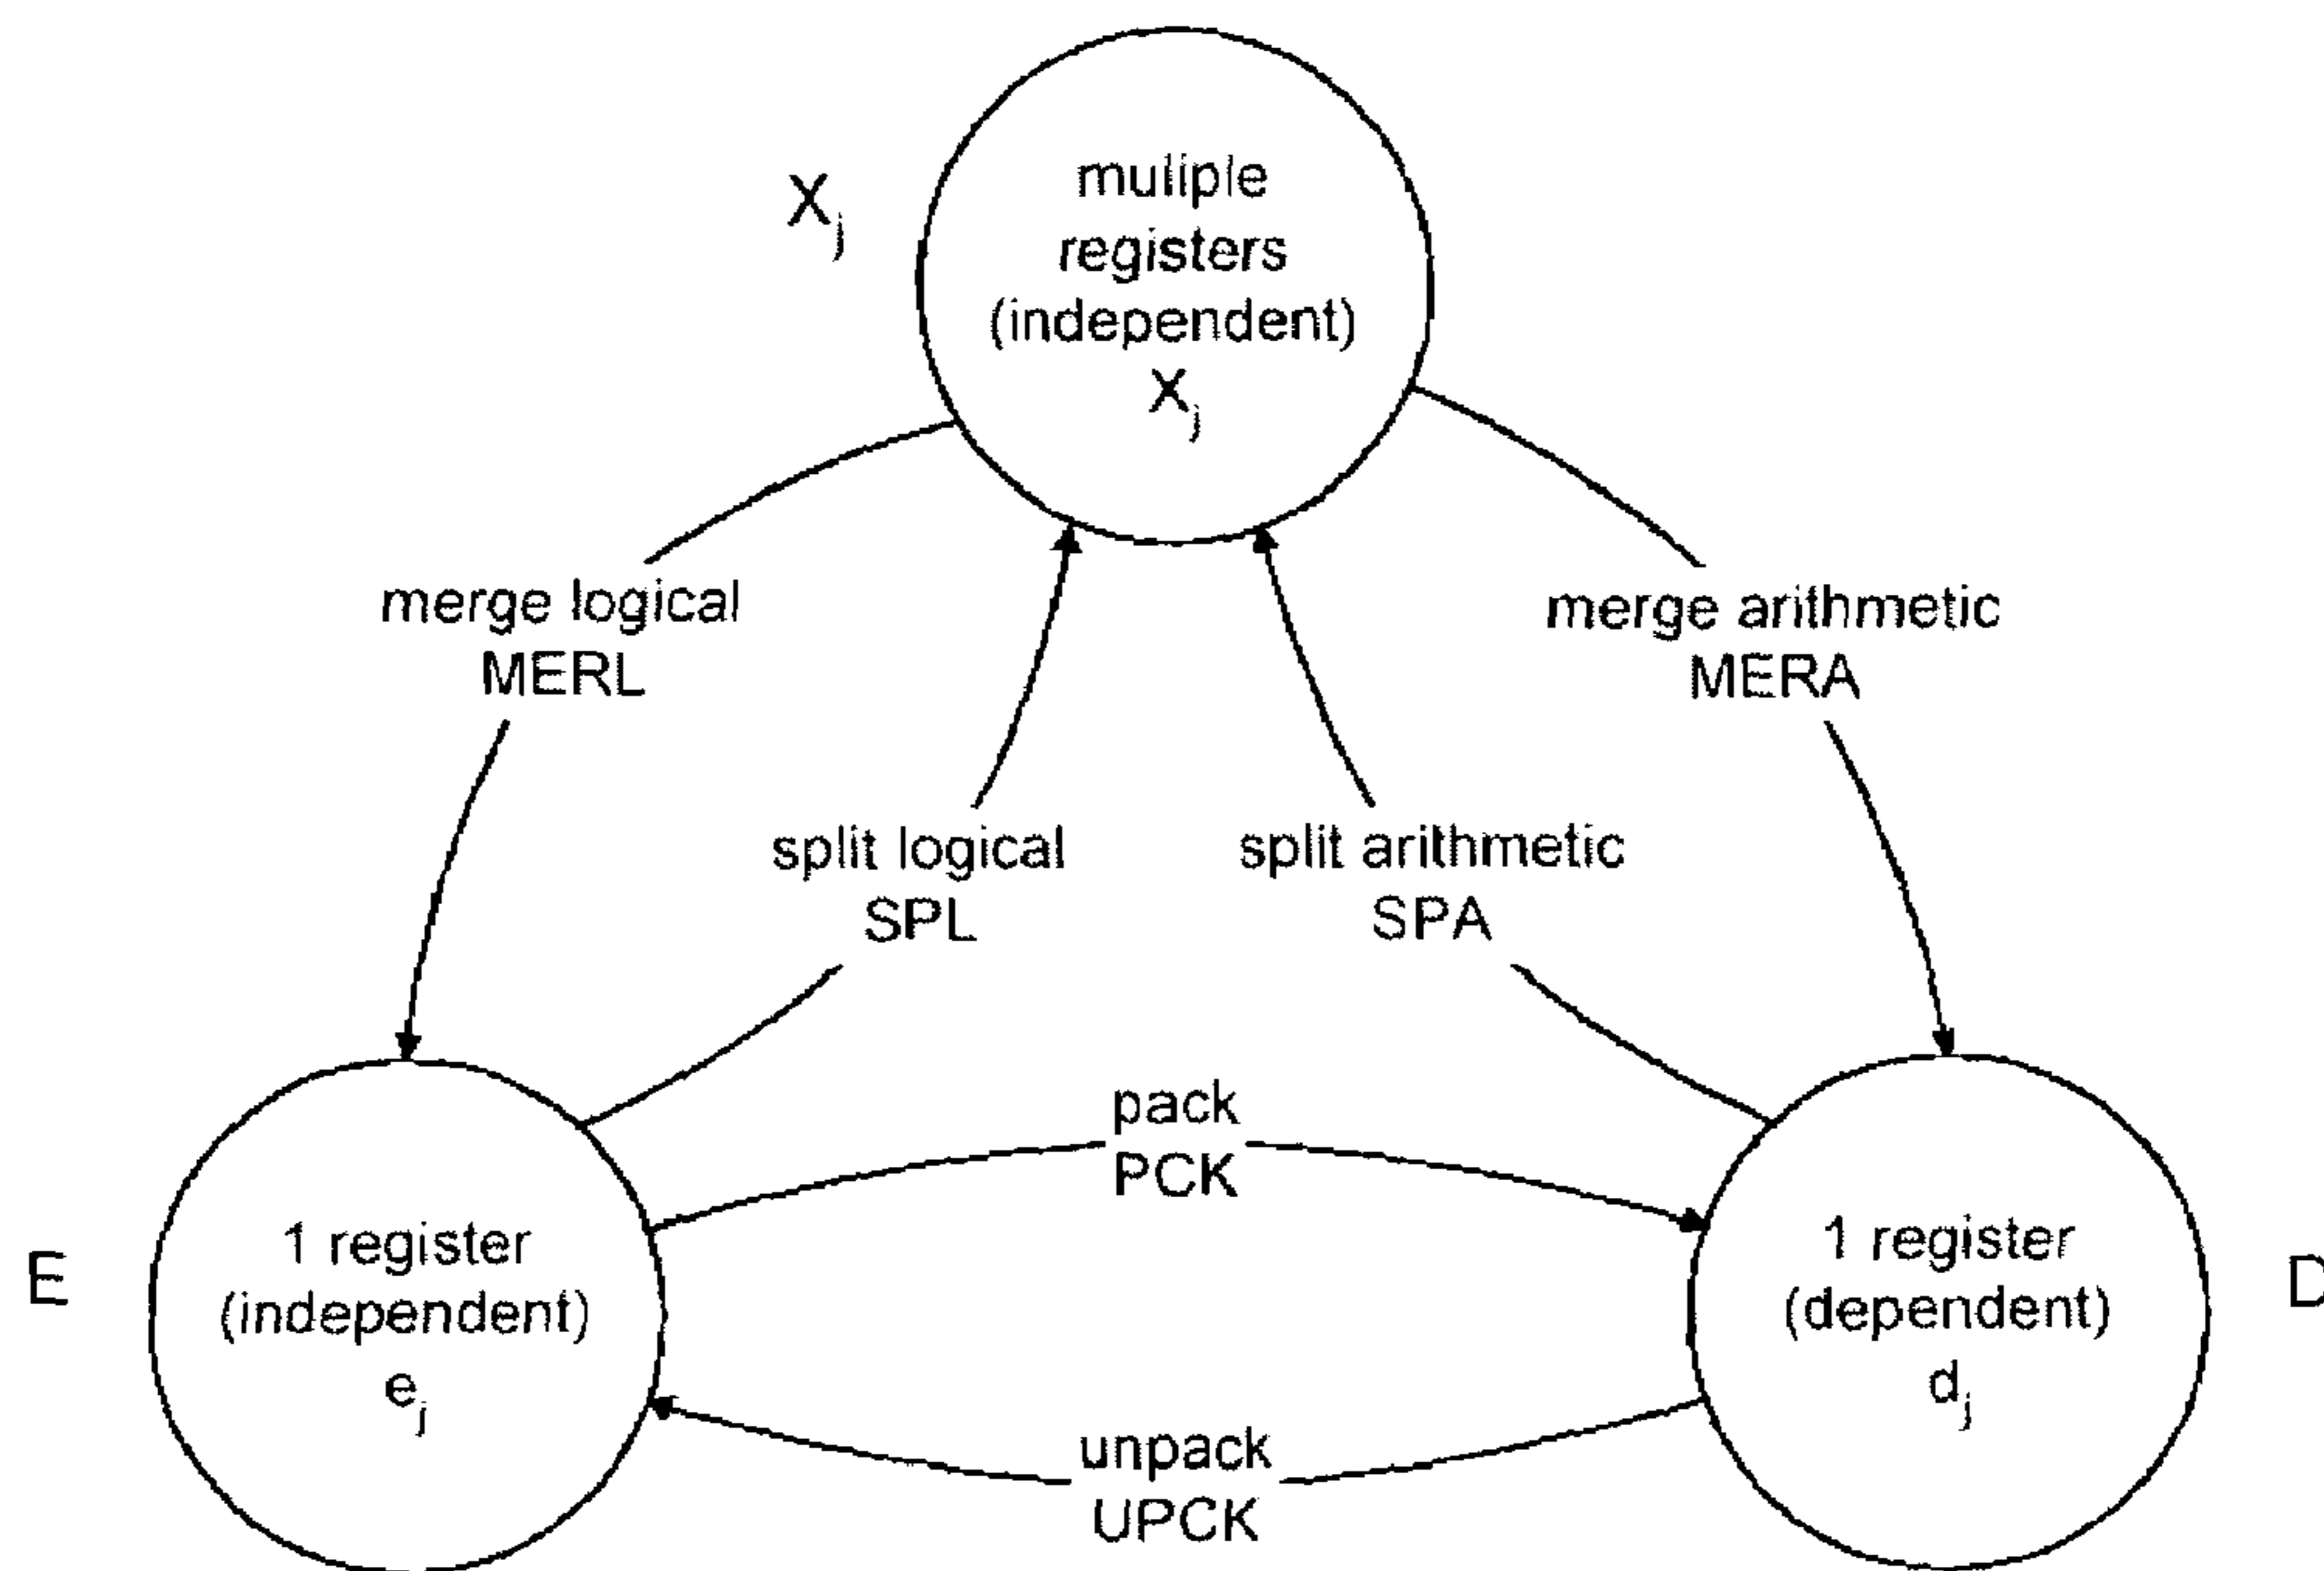 X j
muliple
registers
(independent)
X j
merge logical
MERL
merge arithmetic
MERA
split logical
SPL
split arithmetic
SPA
pack
PCK
E
1 register
(independent)
e j
1 register
(dependent)
d j
D
unpack
UPCK